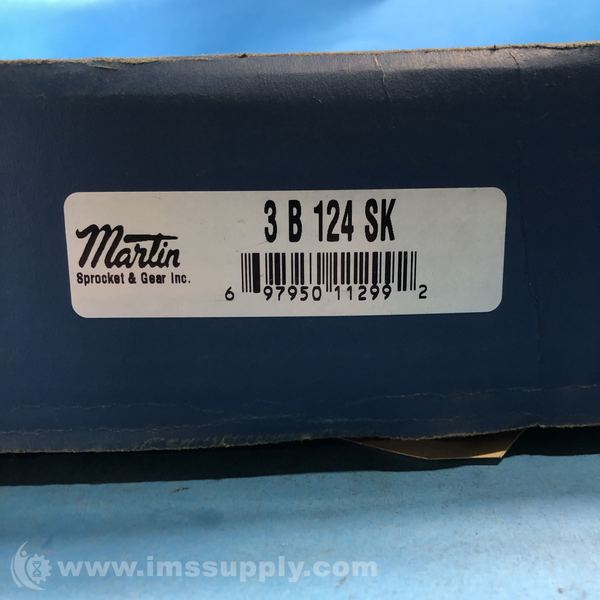 Martin
Sprocket & Gear Inc.
3 B 124 SK
6 97950 11299 2
www.imssupply.com